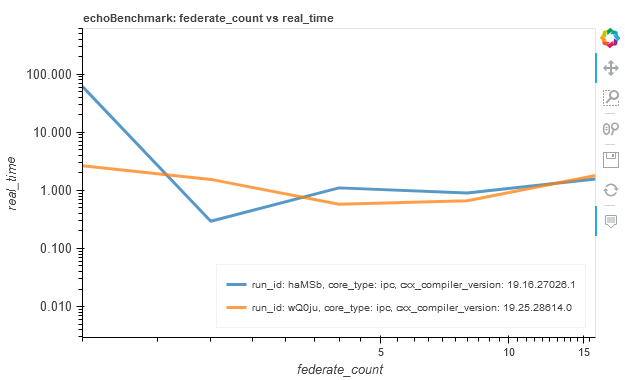 echoBenchmark: federate_count vs real_time
100.000
10.000
1.000
0.100
0.010
real_time
run_id: haMSb, core_type: ipc, cxx_compiler_version: 19.16.27026.1
run_id: wQ0ju, core_type: ipc, cxx_compiler_version: 19.25.28614.0
5
10
15
federate_count